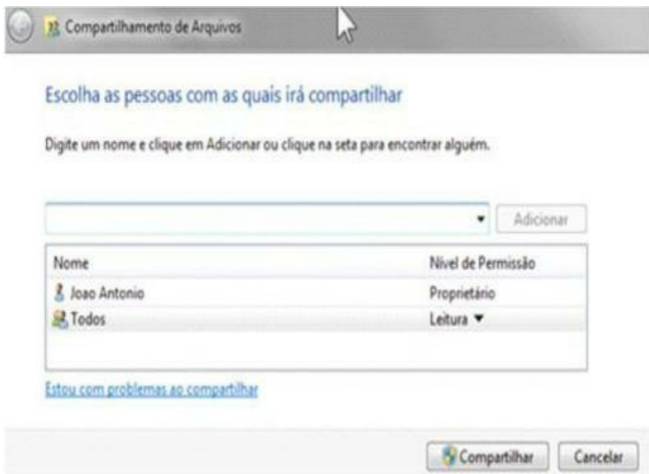 Compartilhamento de Arquivos
Escolha as pessoas com as quais irá compartilhar
Digite um nome e clique em Adicionar ou clique na seta para encontrar alguém.
Adicionar
Nome Nível de Permissão
Joao Antonio Proprietário
Todos Leitura
Estou com problemas ao compartilhar
Compartilhar Cancelar